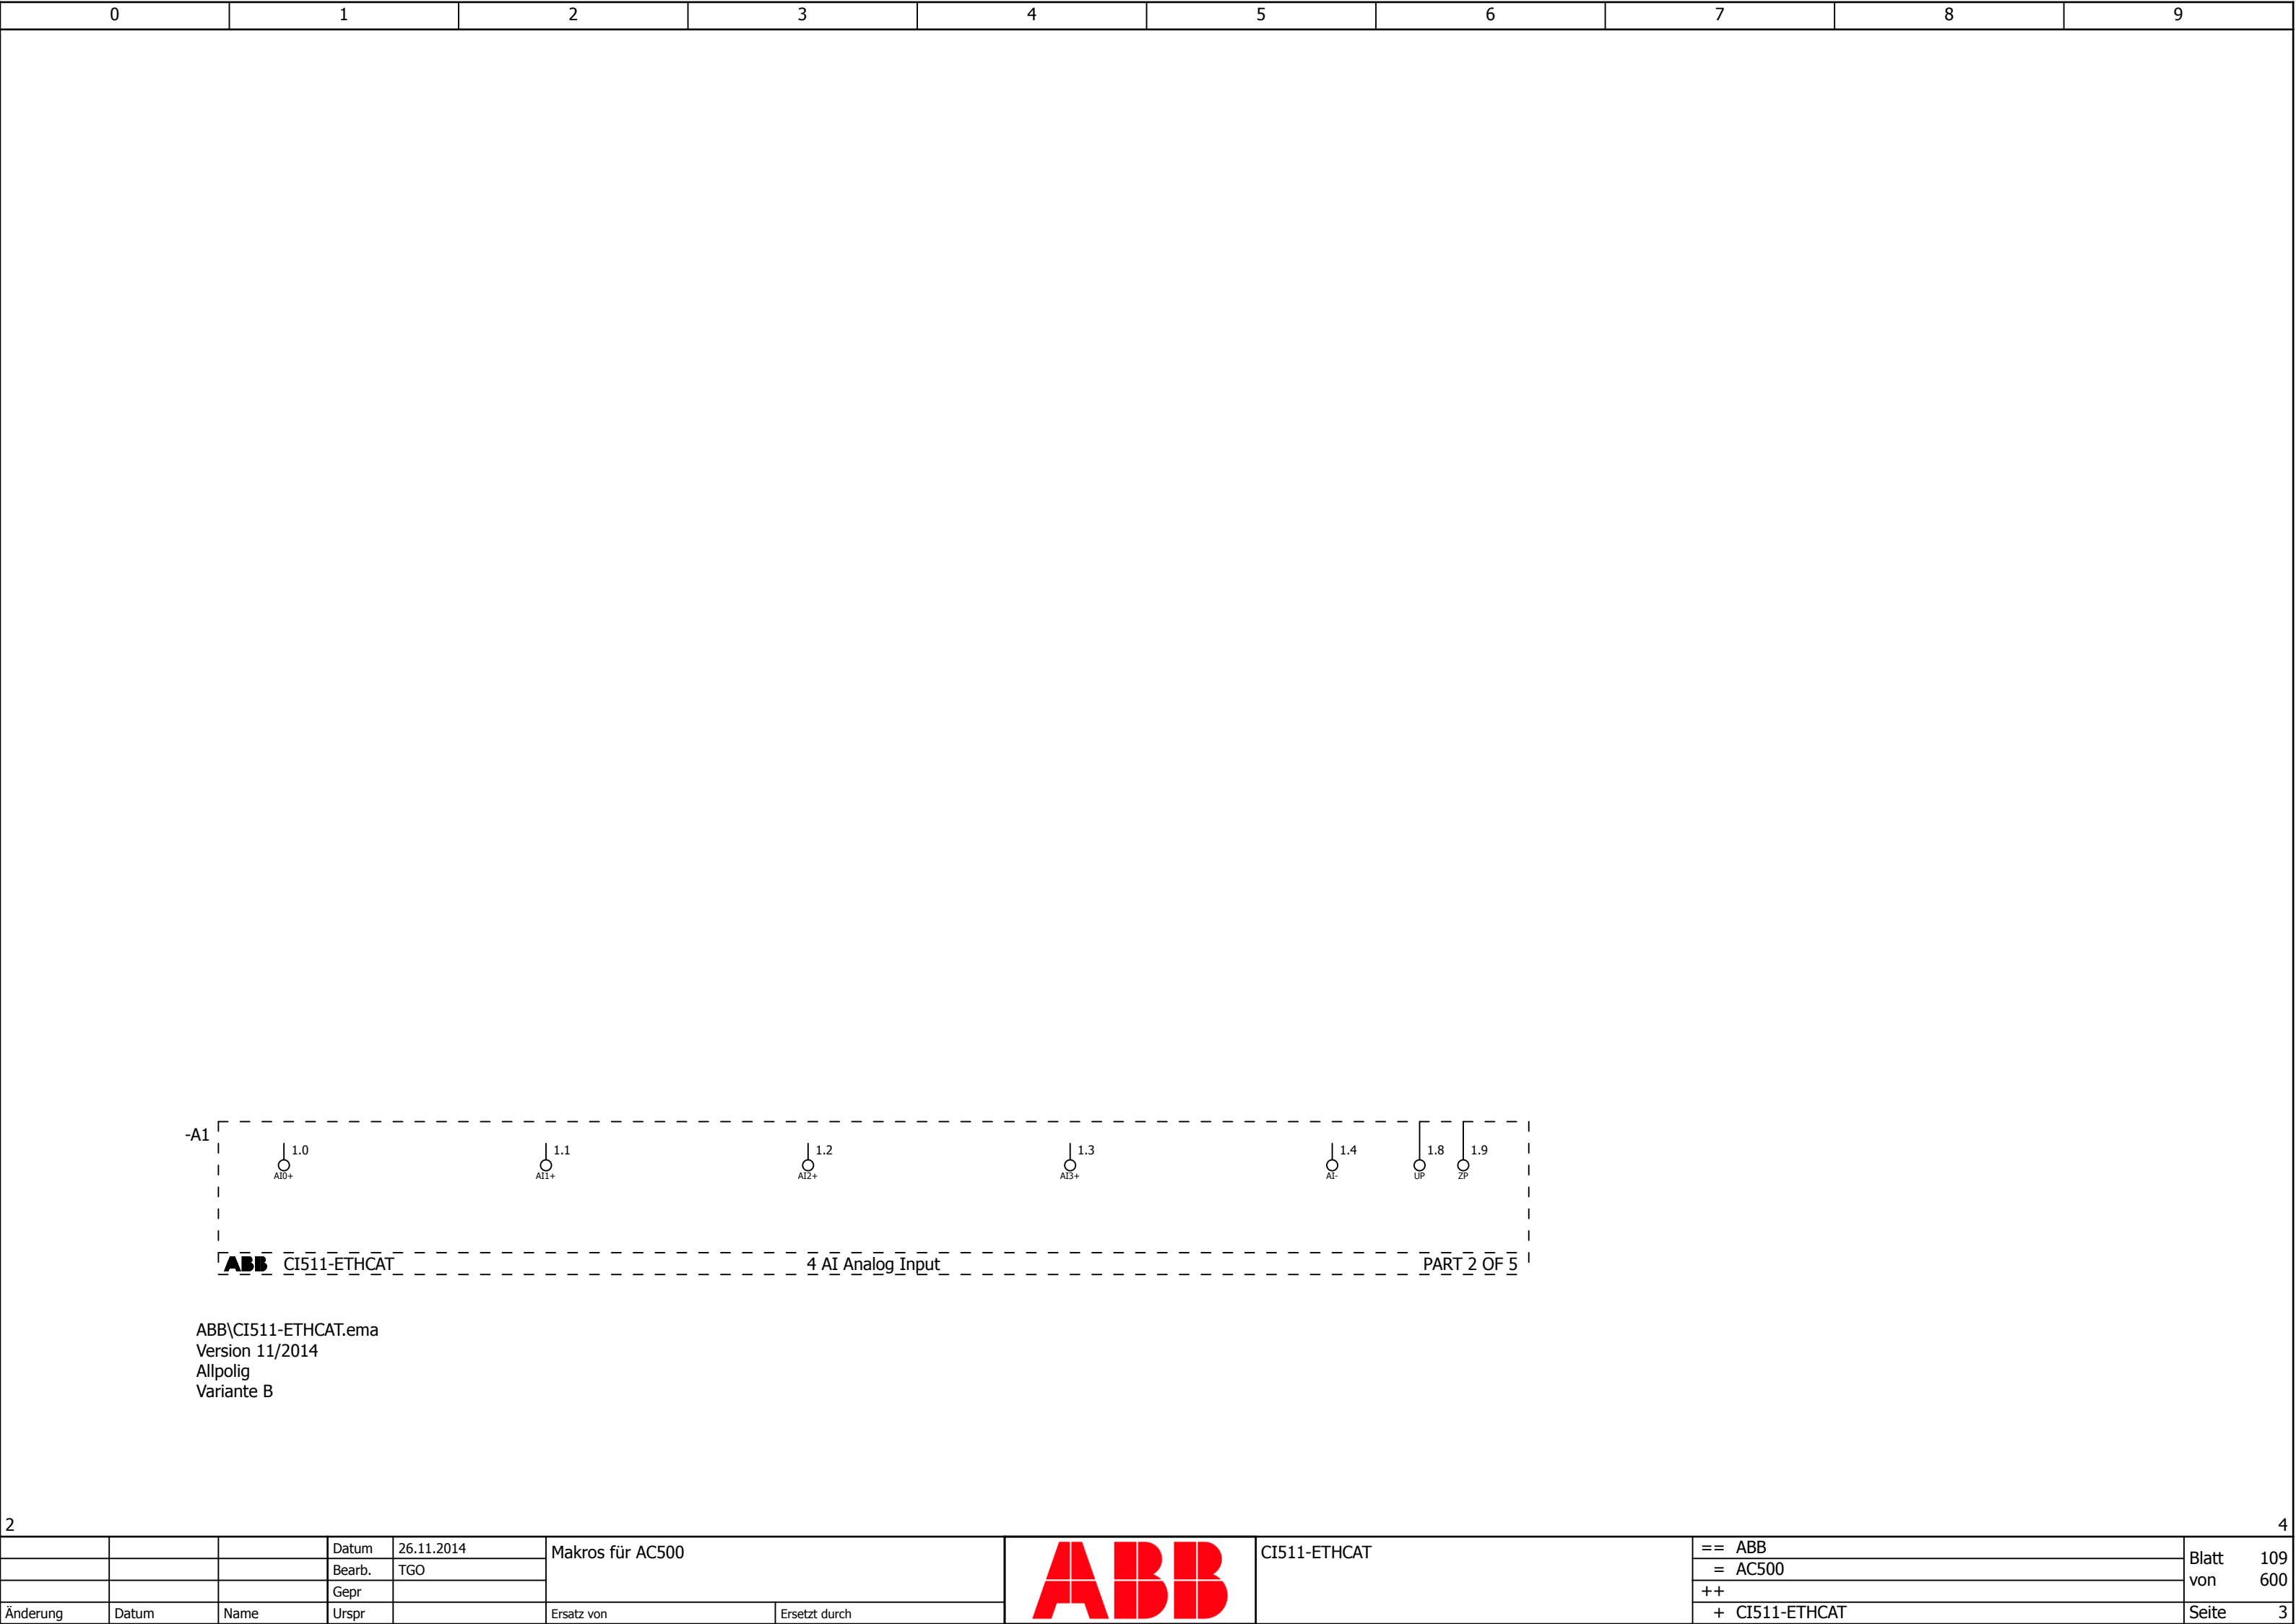 0 1 2 3 4 5 6 7 8 9
-A1
1.0 1.1 1.2 1.3 1.4 1.8 1.9
AI0+ AI1+ AI2+ AI3+ AI- UP ZP
ABB CI511-ETHCAT 4 AI Analog Input PART 2 OF 5
ABB\CI511-ETHCAT.ema
Version 11/2014
Allpolig
Variante B
2 4
Datum 26.11.2014 Makros für AC500 ABB CI511-ETHCAT == ABB Blatt 109
Bearb. TGO = AC500 von 600
Gepr ++
Änderung Datum Name Urspr Ersatz von Ersetzt durch + CI511-ETHCAT Seite 3